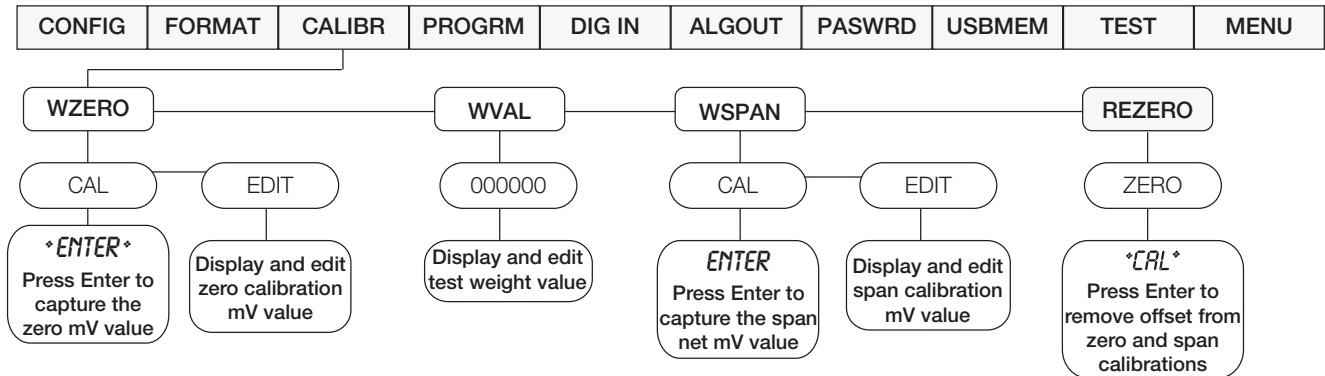 CONFIG FORMAT CALIBR PROGRM DIG IN ALGOUT PASWRD USBMEM TEST MENU
WZERO WVAL WSPAN REZERO
CAL EDIT 000000 CAL EDIT ZERO
*ENTER*
Press Enter to
capture the
zero mV value
Display and edit
zero calibration
mV value
Display and edit
test weight value
ENTER
Press Enter to
capture the span
net mV value
Display and edit
span calibration
mV value
*CAL*
Press Enter to
remove offset from
zero and span
calibrations